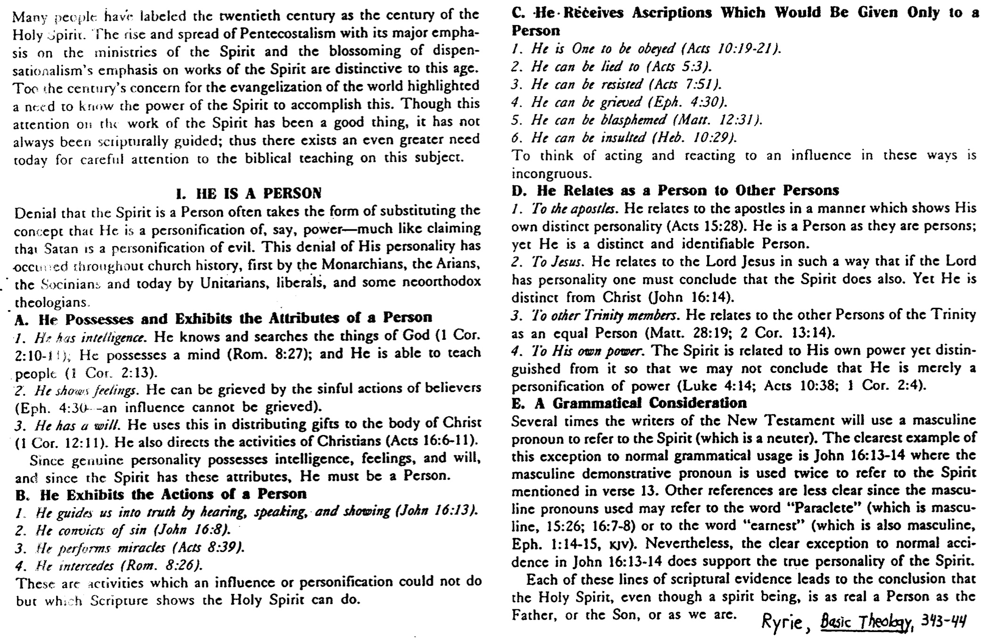 Many people have labeled the twentieth century as the century of the
Holy Spirit. The rise and spread of Pentecostalism with its major empha-
sis on the ministries of the Spirit and the blossoming of dispen-
sationalism's emphasis on works of the Spirit are distinctive to this age.
Too the century's concern for the evangelization of the world highlighted
a need to know the power of the Spirit to accomplish this. Though this
attention on the work of the Spirit has been a good thing, it has not
always been scripturally guided; thus there exists an even greater need
today for careful attention to the biblical teaching on this subject.
I. HE IS A PERSON
Denial that the Spirit is a Person often takes the form of substituting the
concept that He is a personification of, say, power—much like claiming
that Satan is a personification of evil. This denial of His personality has
occurred throughout church history, first by the Monarchians, the Arians,
the Socinians and today by Unitarians, liberals, and some neoorthodox
theologians.
A. He Possesses and Exhibits the Attributes of a Person
1. He has intelligence. He knows and searches the things of God (1 Cor.
2:10-11); He possesses a mind (Rom. 8:27); and He is able to teach
people (1 Cor. 2:13).
2. He shows feelings. He can be grieved by the sinful actions of believers
(Eph. 4:30—an influence cannot be grieved).
3. He has a will. He uses this in distributing gifts to the body of Christ
(1 Cor. 12:11). He also directs the activities of Christians (Acts 16:6-11).
Since genuine personality possesses intelligence, feelings, and will,
and since the Spirit has these attributes, He must be a Person.
B. He Exhibits the Actions of a Person
1. He guides us into truth by hearing, speaking, and showing (John 16:13).
2. He convicts of sin (John 16:8).
3. He performs miracles (Acts 8:39).
4. He intercedes (Rom. 8:26).
These are activities which an influence or personification could not do
but which Scripture shows the Holy Spirit can do.
C. He Receives Ascriptions Which Would Be Given Only to a
Person
1. He is One to be obeyed (Acts 10:19-21).
2. He can be lied to (Acts 5:3).
3. He can be resisted (Acts 7:51).
4. He can be grieved (Eph. 4:30).
5. He can be blasphemed (Matt. 12:31).
6. He can be insulted (Heb. 10:29).
To think of acting and reacting to an influence in these ways is
incongruous.
D. He Relates as a Person to Other Persons
1. To the apostles. He relates to the apostles in a manner which shows His
own distinct personality (Acts 15:28). He is a Person as they are persons;
yet He is a distinct and identifiable Person.
2. To Jesus. He relates to the Lord Jesus in such a way that if the Lord
has personality one must conclude that the Spirit does also. Yet He is
distinct from Christ (John 16:14).
3. To other Trinity members. He relates to the other Persons of the Trinity
as an equal Person (Matt. 28:19; 2 Cor. 13:14).
4. To His own power. The Spirit is related to His own power yet distin-
guished from it so that we may not conclude that He is merely a
personification of power (Luke 4:14; Acts 10:38; 1 Cor. 2:4).
E. A Grammatical Consideration
Several times the writers of the New Testament will use a masculine
pronoun to refer to the Spirit (which is a neuter). The clearest example of
this exception to normal grammatical usage is John 16:13-14 where the
masculine demonstrative pronoun is used twice to refer to the Spirit
mentioned in verse 13. Other references are less clear since the mascu-
line pronouns used may refer to the word "Paraclete" (which is mascu-
line, 15:26; 16:7-8) or to the word "earnest" (which is also masculine,
Eph. 1:14-15, KJV). Nevertheless, the clear exception to normal acci-
dence in John 16:13-14 does support the true personality of the Spirit.
Each of these lines of scriptural evidence leads to the conclusion that
the Holy Spirit, even though a spirit being, is as real a Person as the
Father, or the Son, or as we are.
Ryrie, Basic Theology, 343-44